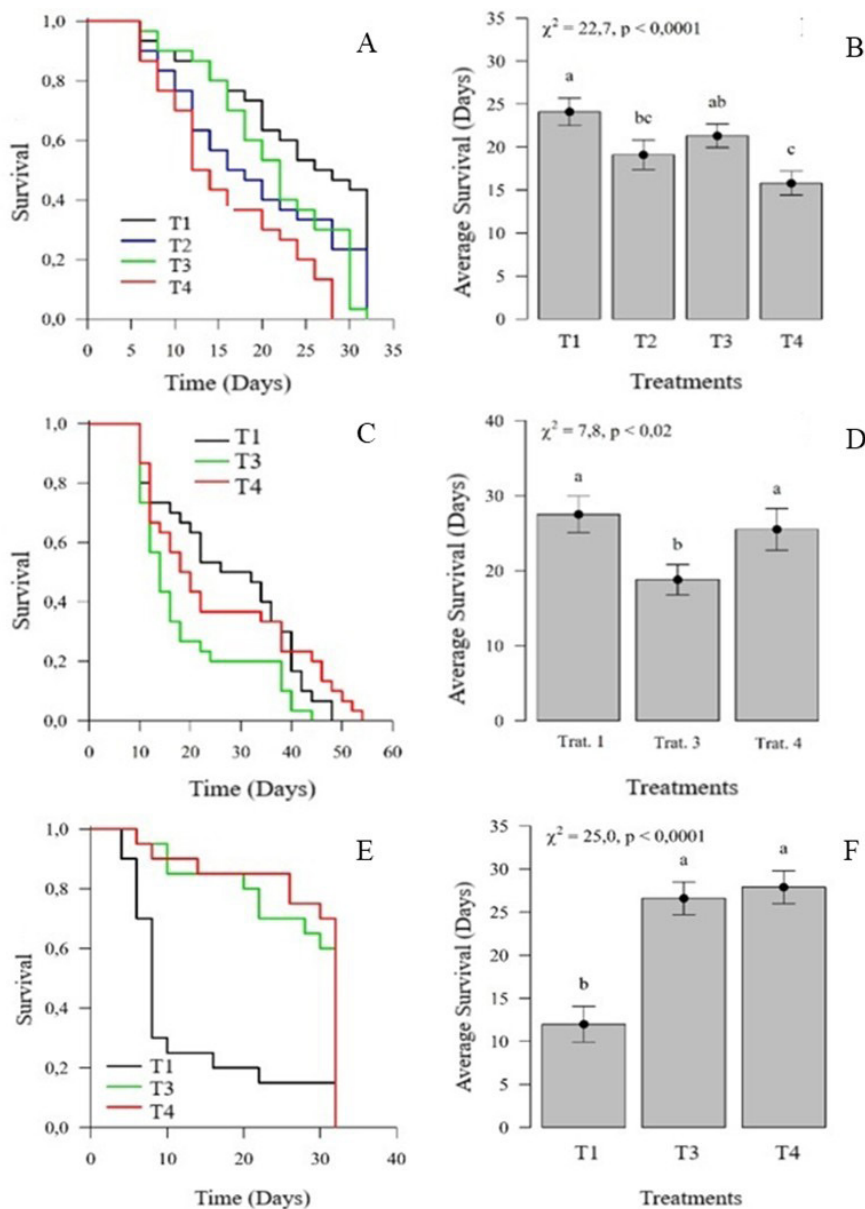 A
Survival
1,0
0,8
0,6
0,4
0,2
0,0
T1
T2
T3
T4
0 5 10 15 20 25 30 35
Time (Days)
B
χ² = 22,7, p < 0,0001
Average Survival (Days)
35
30
25
20
15
10
5
0
a
bc
ab
c
T1 T2 T3 T4
Treatments
C
Survival
1,0
0,8
0,6
0,4
0,2
0,0
T1
T3
T4
0 10 20 30 40 50 60
Time (Days)
D
χ² = 7,8, p < 0,02
Average Survival (Days)
40
30
20
10
0
a
b
a
Trat. 1 Trat. 3 Trat. 4
Treatments
E
Survival
1,0
0,8
0,6
0,4
0,2
0,0
T1
T3
T4
0 10 20 30 40
Time (Days)
F
χ² = 25,0, p < 0,0001
Average Survival (Days)
35
30
25
20
15
10
5
0
b
a
a
T1 T3 T4
Treatments